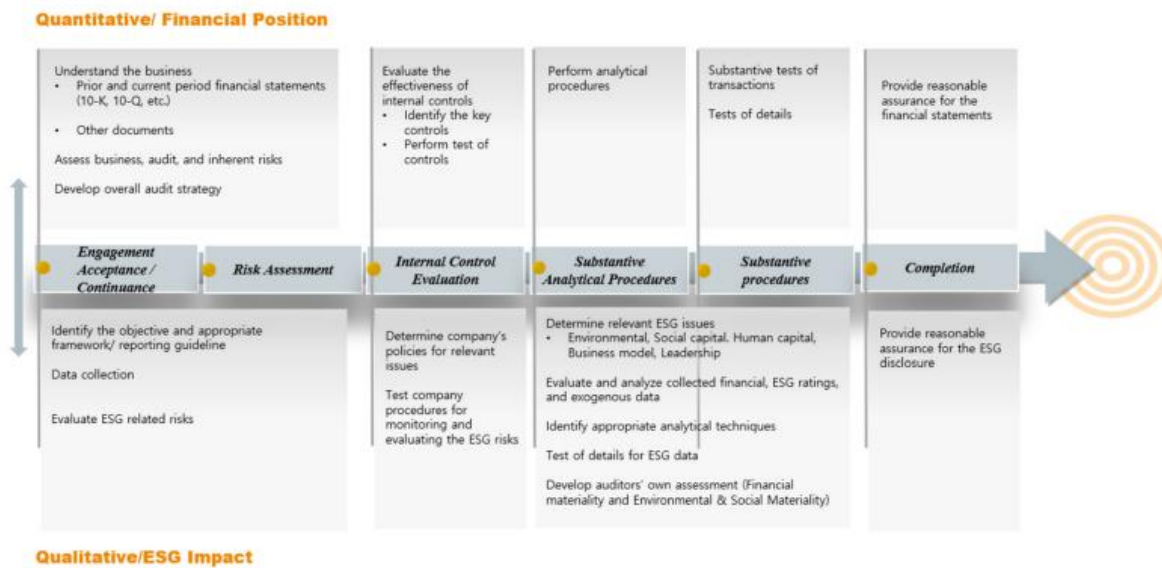 Quantitative/ Financial Position
Understand the business
• Prior and current period financial statements
(10-K, 10-Q, etc.)
• Other documents
Assess business, audit, and inherent risks
Develop overall audit strategy
Evaluate the
effectiveness of
internal controls
• Identify the key
controls
• Perform test of
controls
Perform analytical
procedures
Substantive tests of
transactions
Tests of details
Provide reasonable
assurance for the
financial statements
Engagement
Acceptance /
Continuance
Risk Assessment
Internal Control
Evaluation
Substantive
Analytical Procedures
Substantive
procedures
Completion
Identify the objective and appropriate
framework/ reporting guideline
Data collection
Evaluate ESG related risks
Determine company's
policies for relevant
issues
Test company
procedures for
monitoring and
evaluating the ESG risks
Determine relevant ESG issues
• Environmental, Social capital. Human capital,
Business model, Leadership
Evaluate and analyze collected financial, ESG ratings,
and exogenous data
Identify appropriate analytical techniques
Test of details for ESG data
Develop auditors' own assessment (Financial
materiality and Environmental & Social Materiality)
Provide reasonable
assurance for the ESG
disclosure
Qualitative/ESG Impact